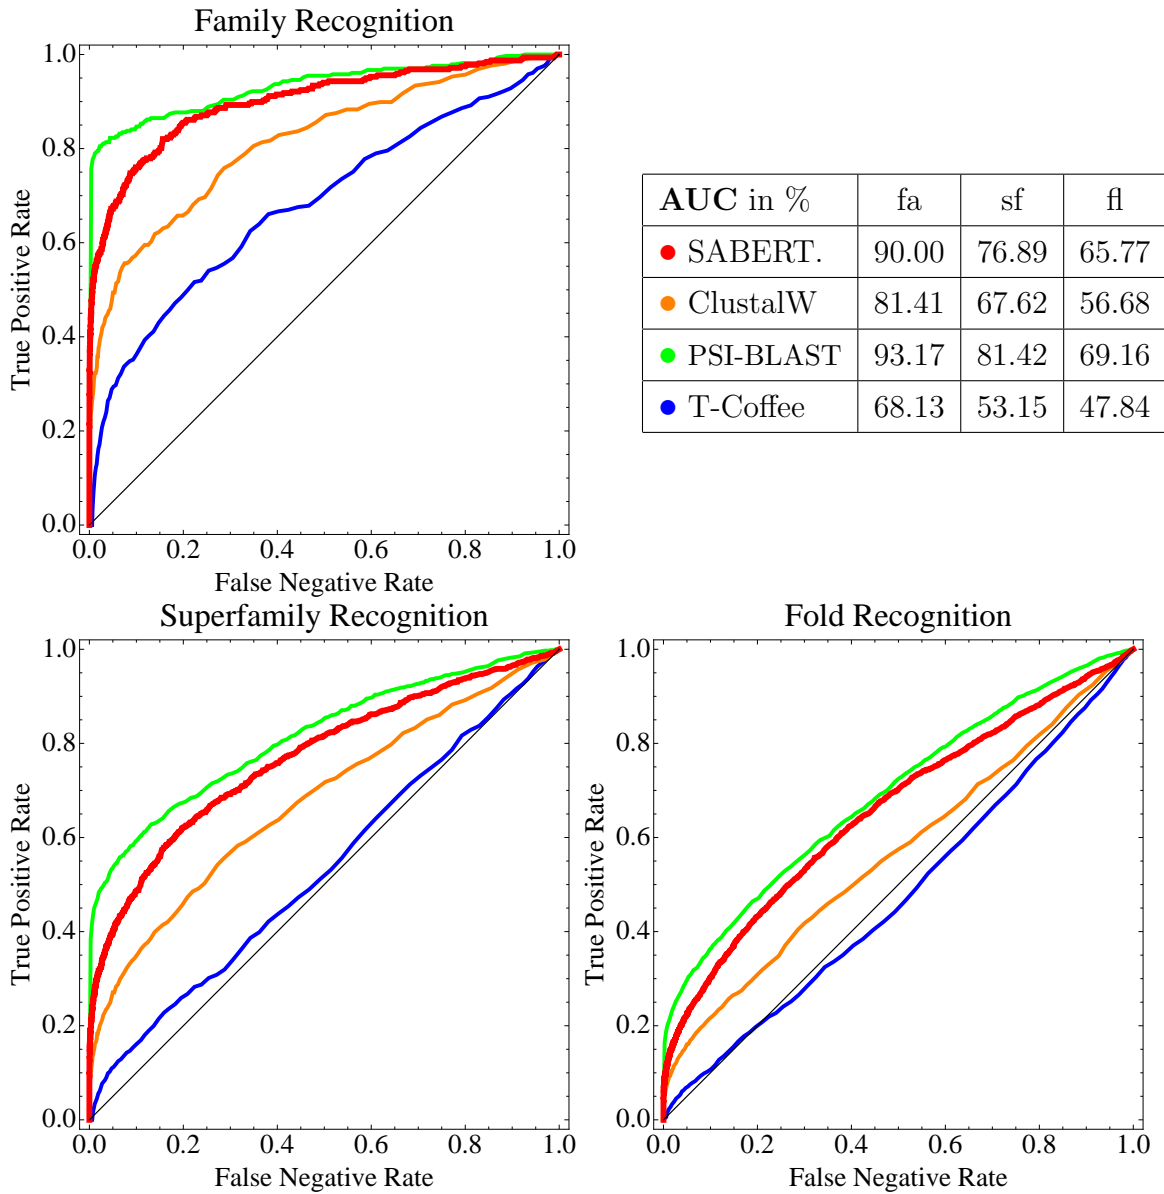 Family Recognition
1.0
0.8
0.6
0.4
0.2
0.0
True Positive Rate
0.0 0.2 0.4 0.6 0.8 1.0
False Negative Rate
AUC in % fa sf fl
SABERT. 90.00 76.89 65.77
ClustalW 81.41 67.62 56.68
PSI-BLAST 93.17 81.42 69.16
T-Coffee 68.13 53.15 47.84
Superfamily Recognition
1.0
0.8
0.6
0.4
0.2
0.0
True Positive Rate
0.0 0.2 0.4 0.6 0.8 1.0
False Negative Rate
Fold Recognition
1.0
0.8
0.6
0.4
0.2
0.0
True Positive Rate
0.0 0.2 0.4 0.6 0.8 1.0
False Negative Rate